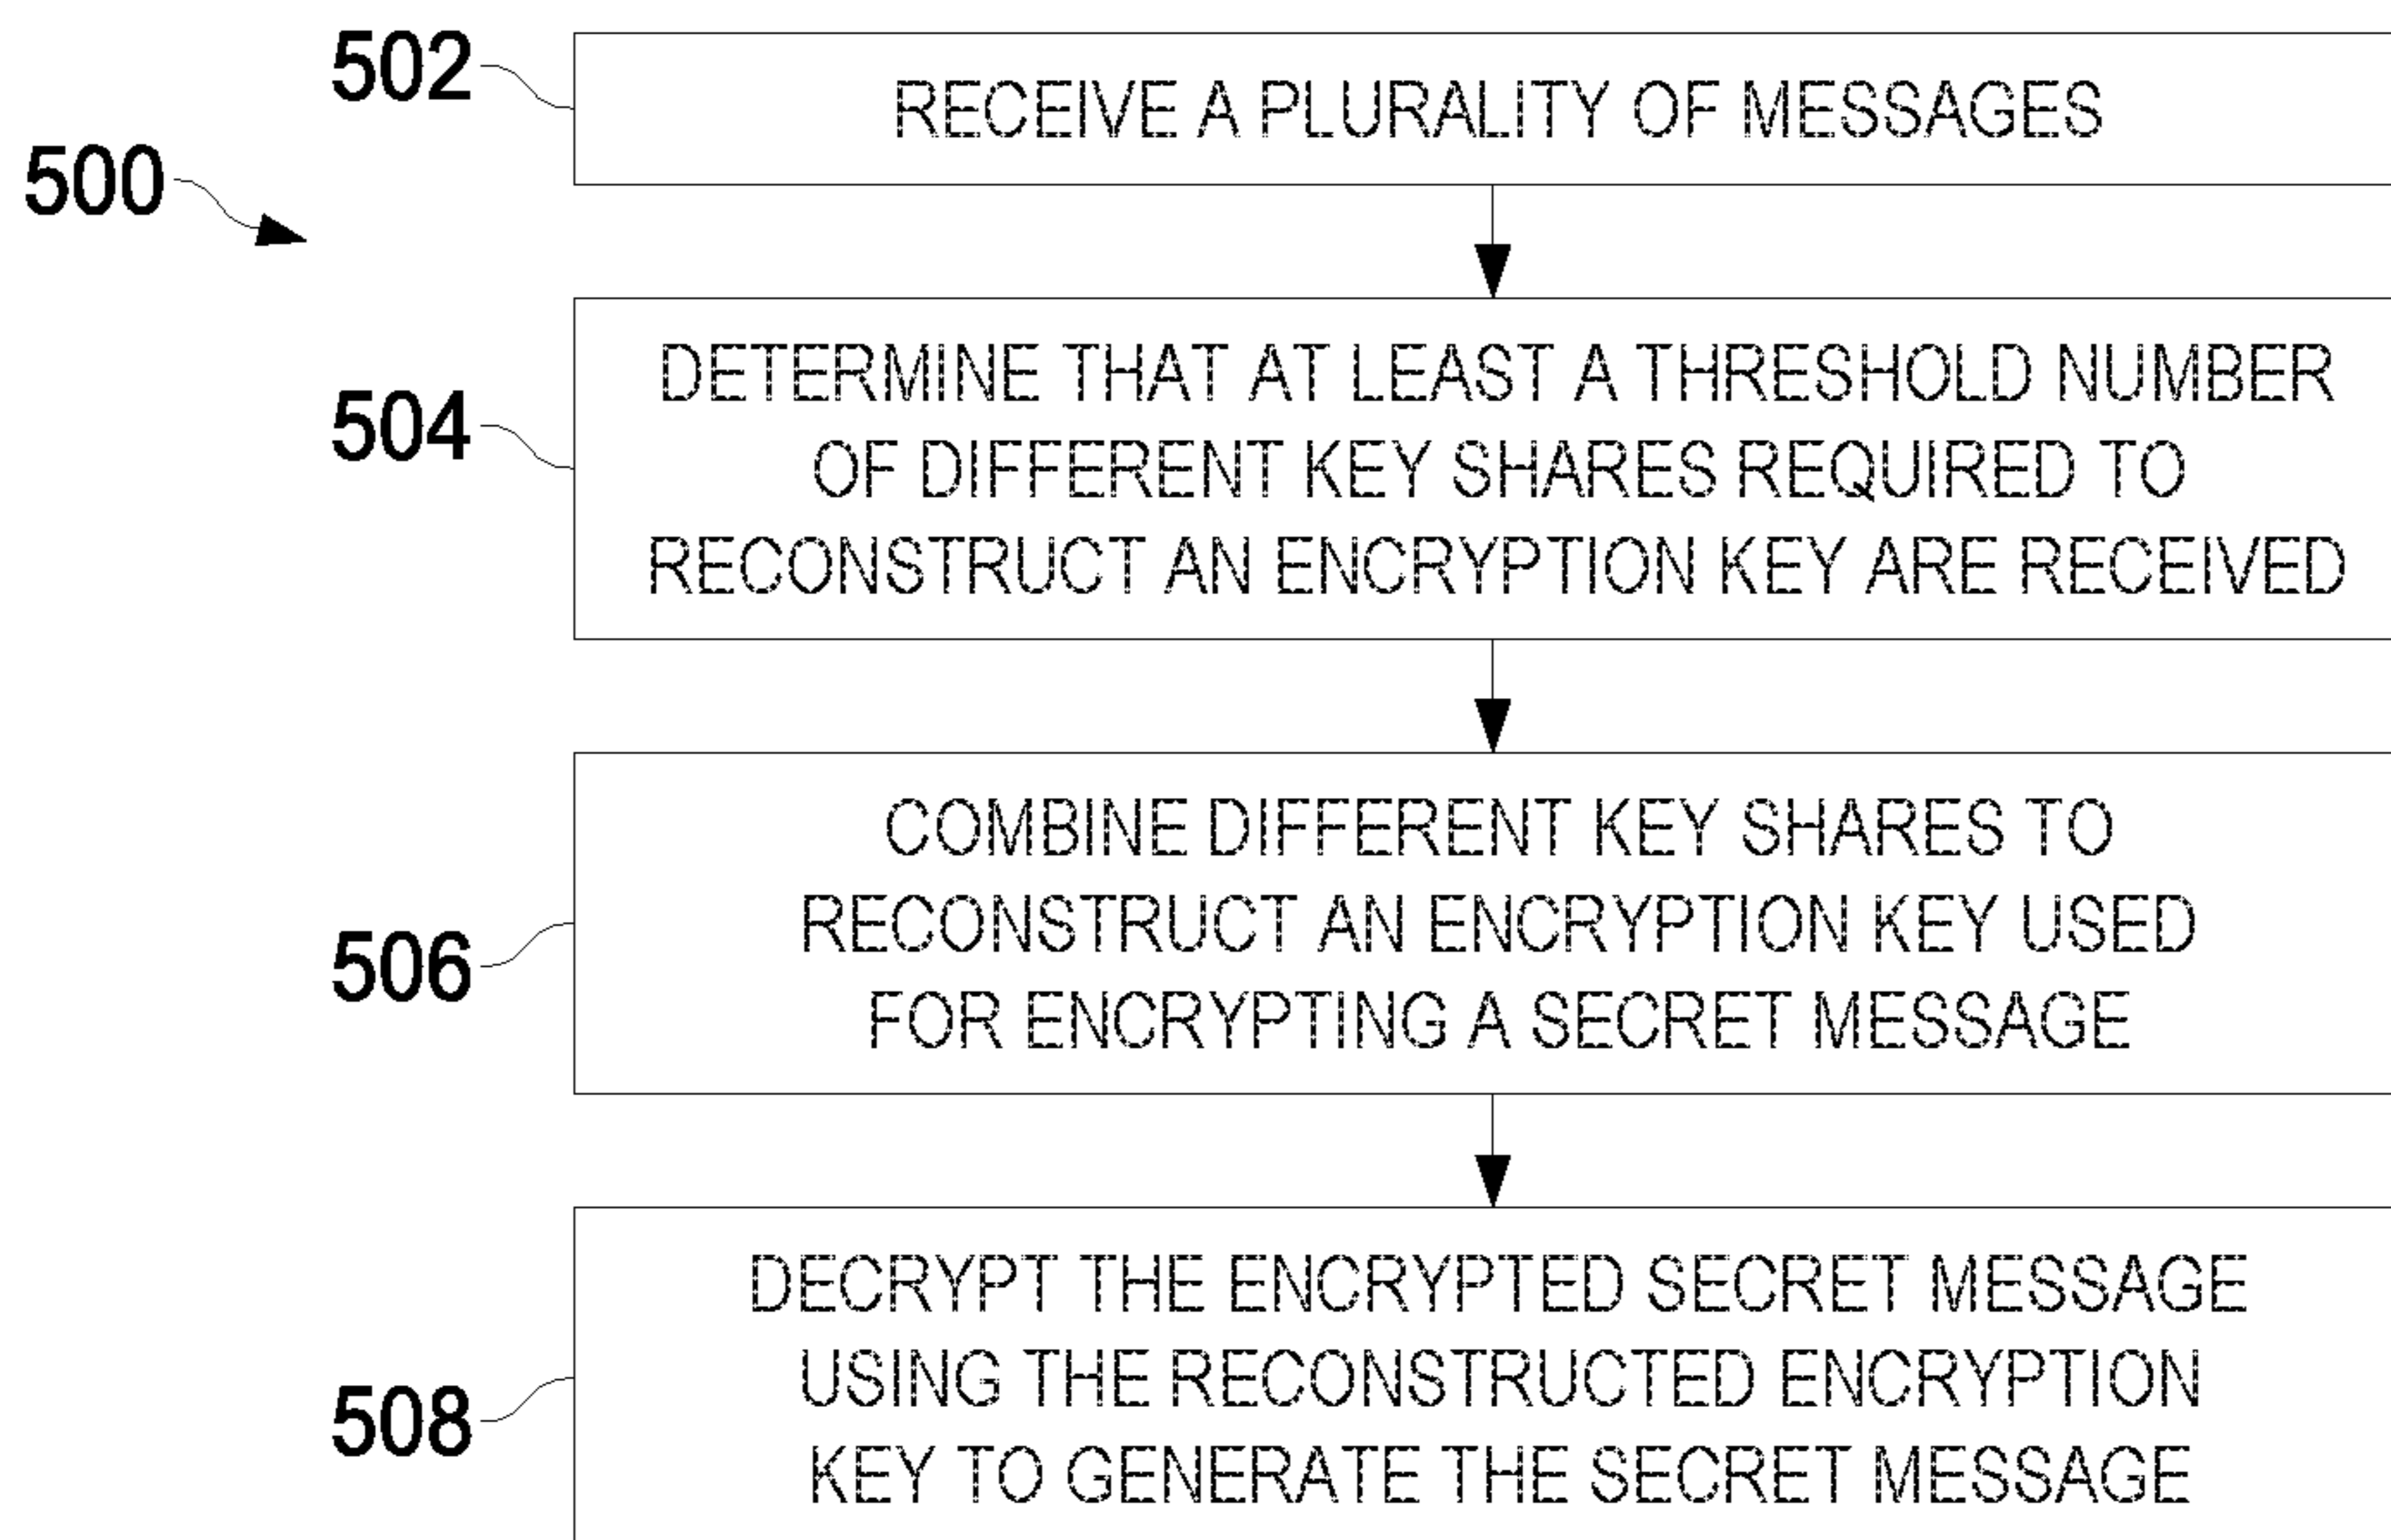 502
RECEIVE A PLURALITY OF MESSAGES
500
504
DETERMINE THAT AT LEAST A THRESHOLD NUMBER
OF DIFFERENT KEY SHARES REQUIRED TO
RECONSTRUCT AN ENCRYPTION KEY ARE RECEIVED
506
COMBINE DIFFERENT KEY SHARES TO
RECONSTRUCT AN ENCRYPTION KEY USED
FOR ENCRYPTING A SECRET MESSAGE
508
DECRYPT THE ENCRYPTED SECRET MESSAGE
USING THE RECONSTRUCTED ENCRYPTION
KEY TO GENERATE THE SECRET MESSAGE